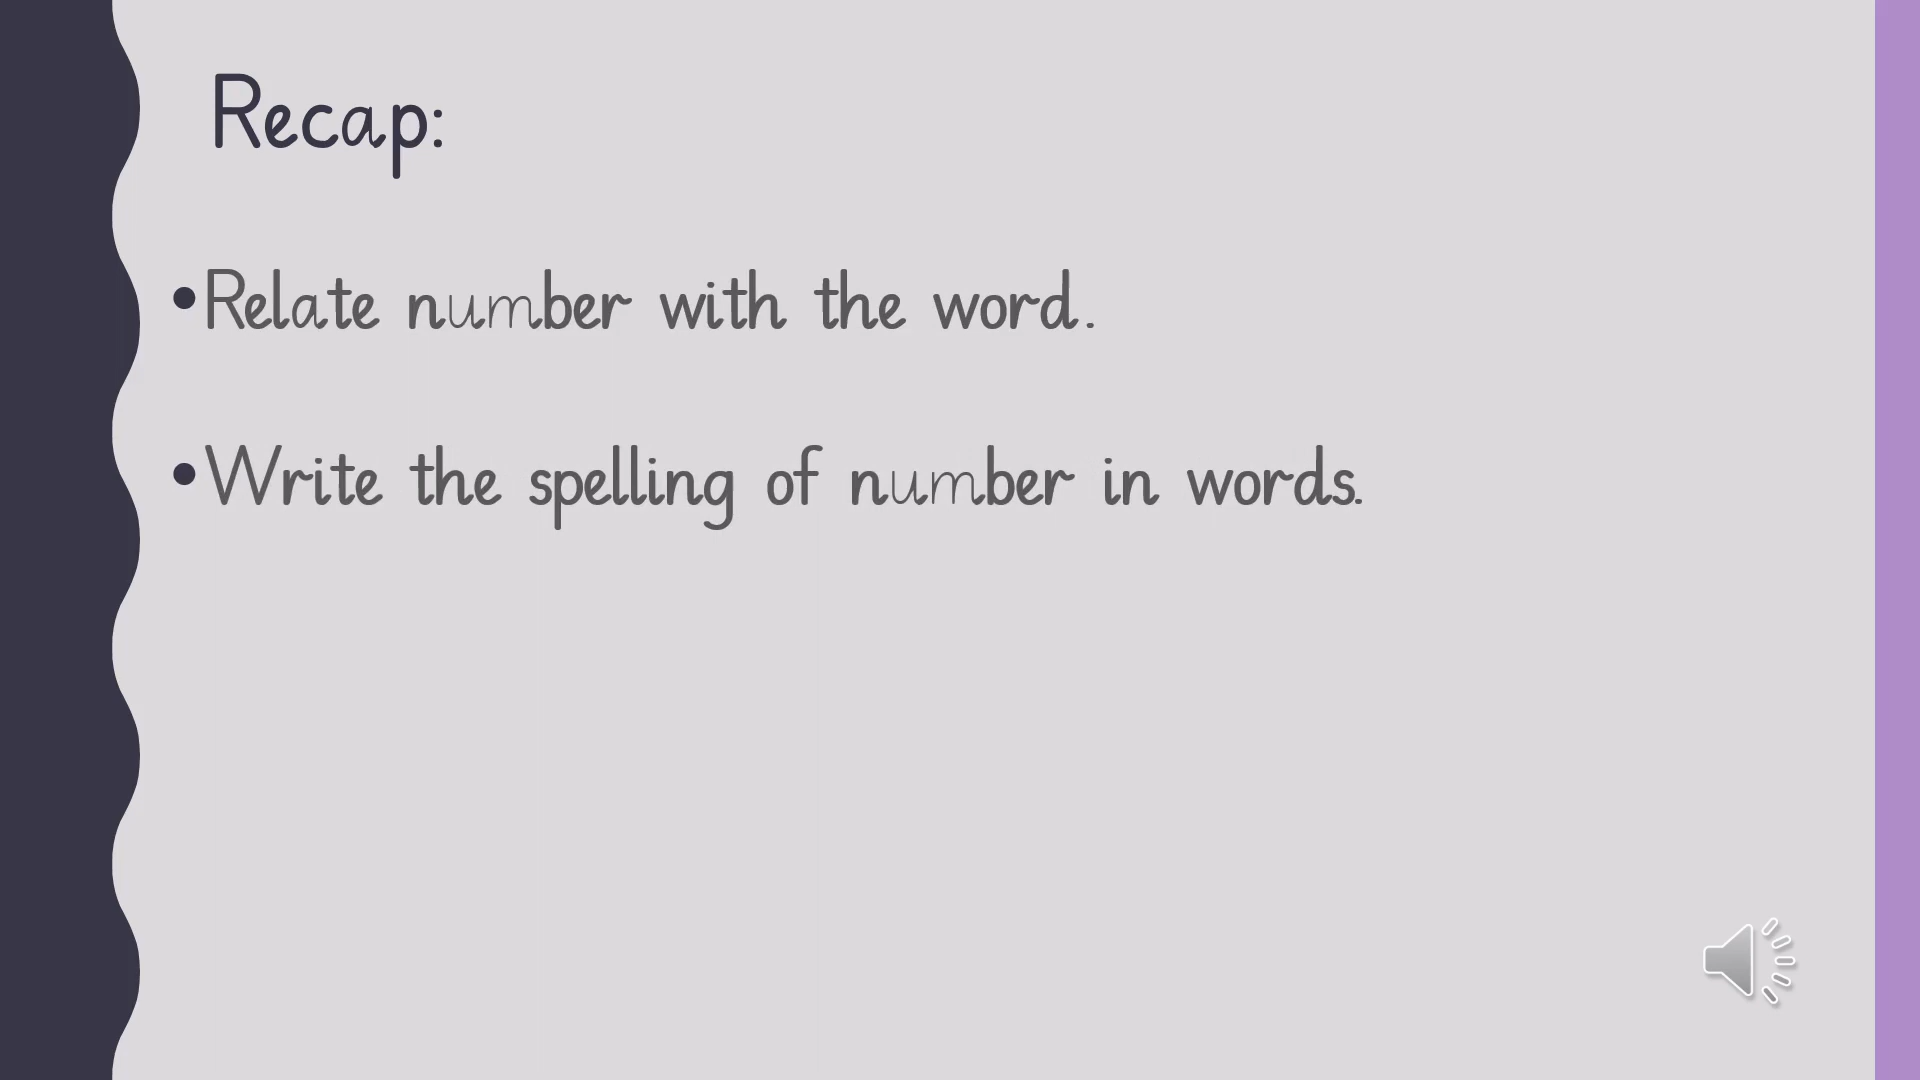 Recap:
•Relate number with the word.
•Write the spelling of number in words.